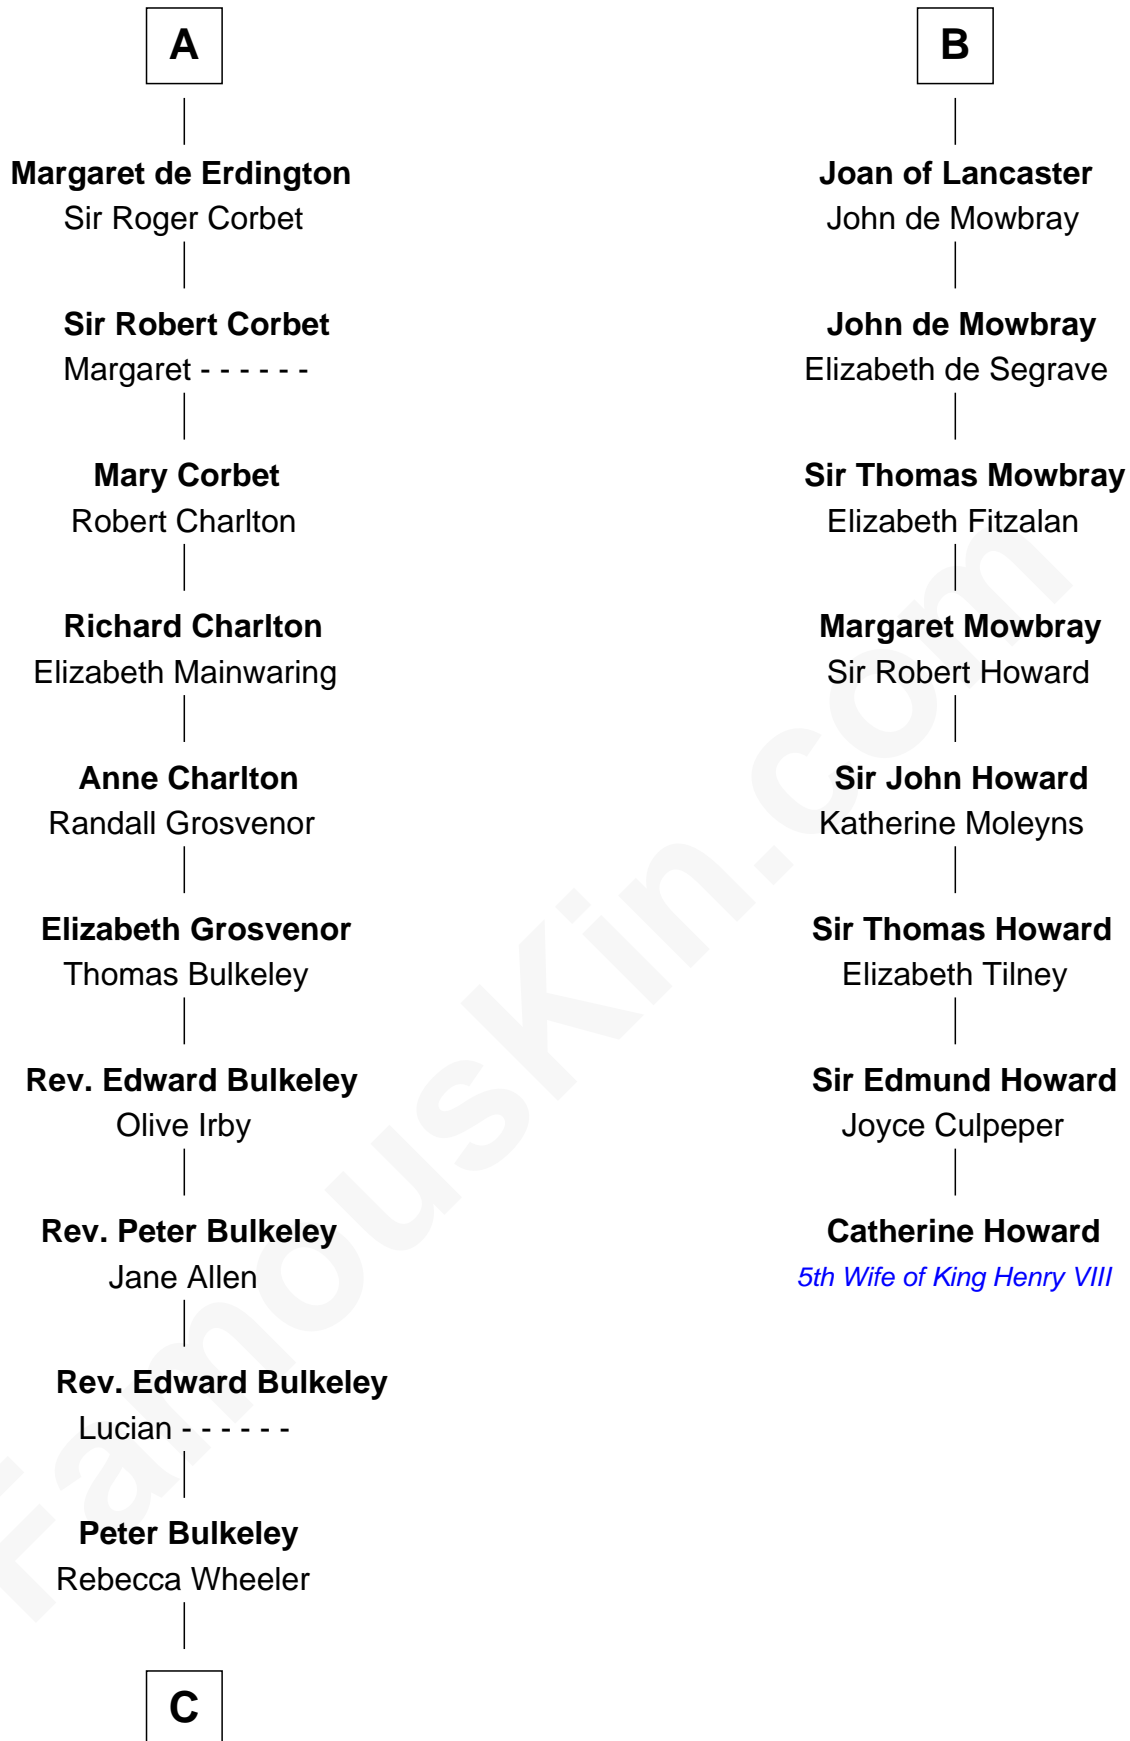 A
Margaret de Erdington
Sir Roger Corbet
Sir Robert Corbet
Margaret - - - - - -
Mary Corbet
Robert Charlton
Richard Charlton
Elizabeth Mainwaring
Anne Charlton
Randall Grosvenor
Elizabeth Grosvenor
Thomas Bulkeley
Rev. Edward Bulkeley
Olive Irby
Rev. Peter Bulkeley
Jane Allen
Rev. Edward Bulkeley
Lucian - - - - - -
Peter Bulkeley
Rebecca Wheeler
C
B
Joan of Lancaster
John de Mowbray
John de Mowbray
Elizabeth de Segrave
Sir Thomas Mowbray
Elizabeth Fitzalan
Margaret Mowbray
Sir Robert Howard
Sir John Howard
Katherine Moleyns
Sir Thomas Howard
Elizabeth Tilney
Sir Edmund Howard
Joyce Culpeper
Catherine Howard
5th Wife of King Henry VIII
FamousKin.com